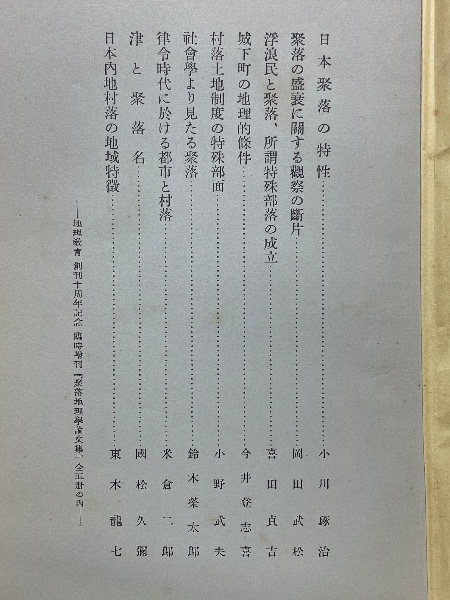 日本聚落の特性……小川琢治
聚落の盛衰に關する觀察の斷片……岡田武松
浮浪民と聚落、所謂特殊部落の成立……喜田貞吉
城下町の地理的條件……今井登志喜
村落土地制度の特殊部面……小野武夫
社會學より見たる聚落……鈴木榮太郎
律令時代に於ける都市と村落……米倉二郎
津と聚落名……國松久彌
日本內地村落の地域特徵……東木龍七
――地理敎育 創刊十周年記念 臨時增刊『聚落地理學論文集』全五册の內――